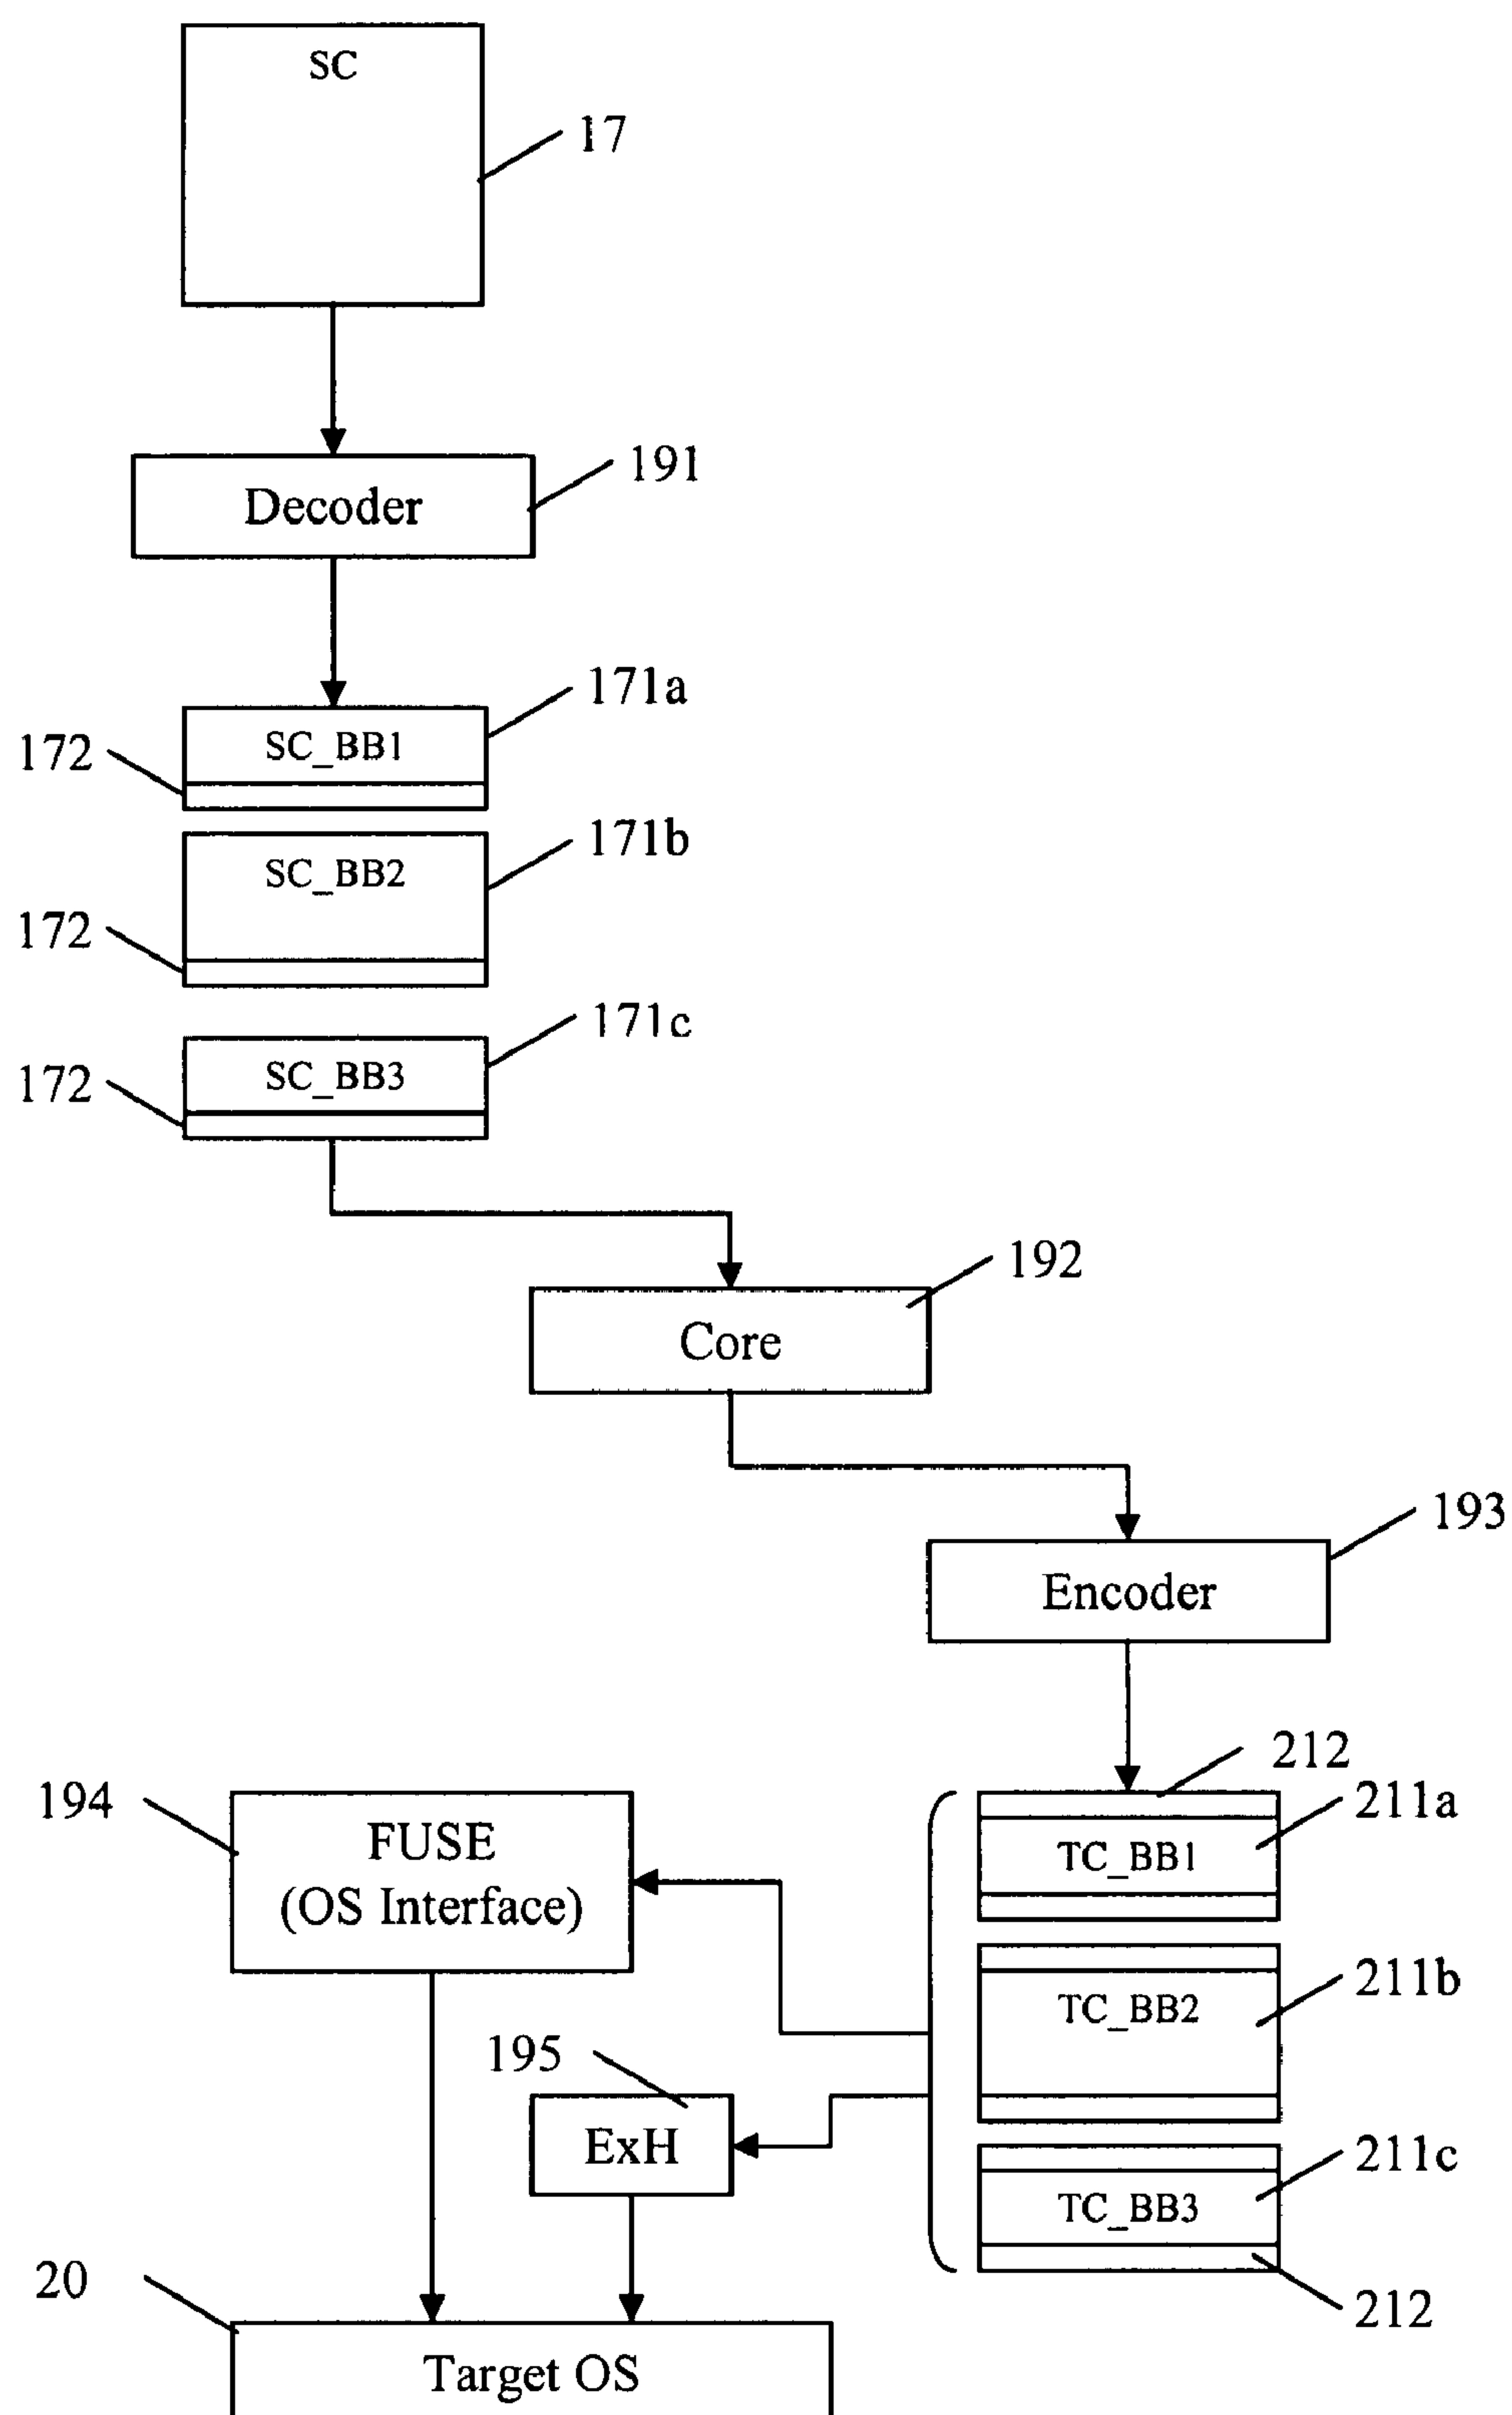 SC
17
191
Decoder
171a
SC_BB1
172
171b
SC_BB2
172
171c
SC_BB3
172
192
Core
193
Encoder
212
194
211a
FUSE
(OS Interface)
TC_BB1
211b
TC_BB2
195
ExH
211c
TC_BB3
20
212
Target OS